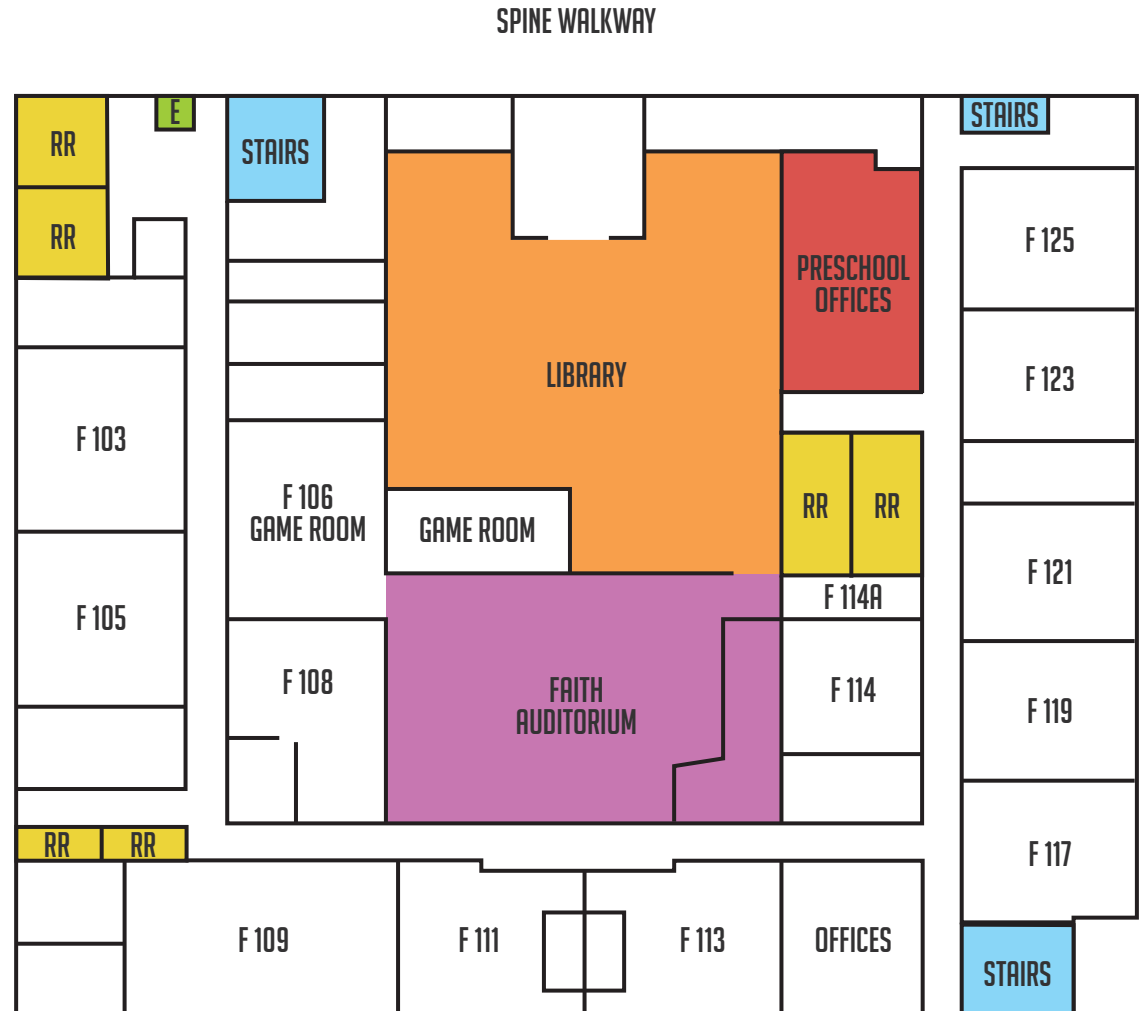 SPINE WALKWAY
RR
E
STAIRS
STAIRS
RR
F 125
PRESCHOOL
OFFICES
LIBRARY
F 123
F 103
F 106
GAME ROOM
GAME ROOM
RR
RR
F 121
F 105
F 114A
F 108
FAITH
AUDITORIUM
F 114
F 119
RR
RR
F 117
F 109
F 111
F 113
OFFICES
STAIRS